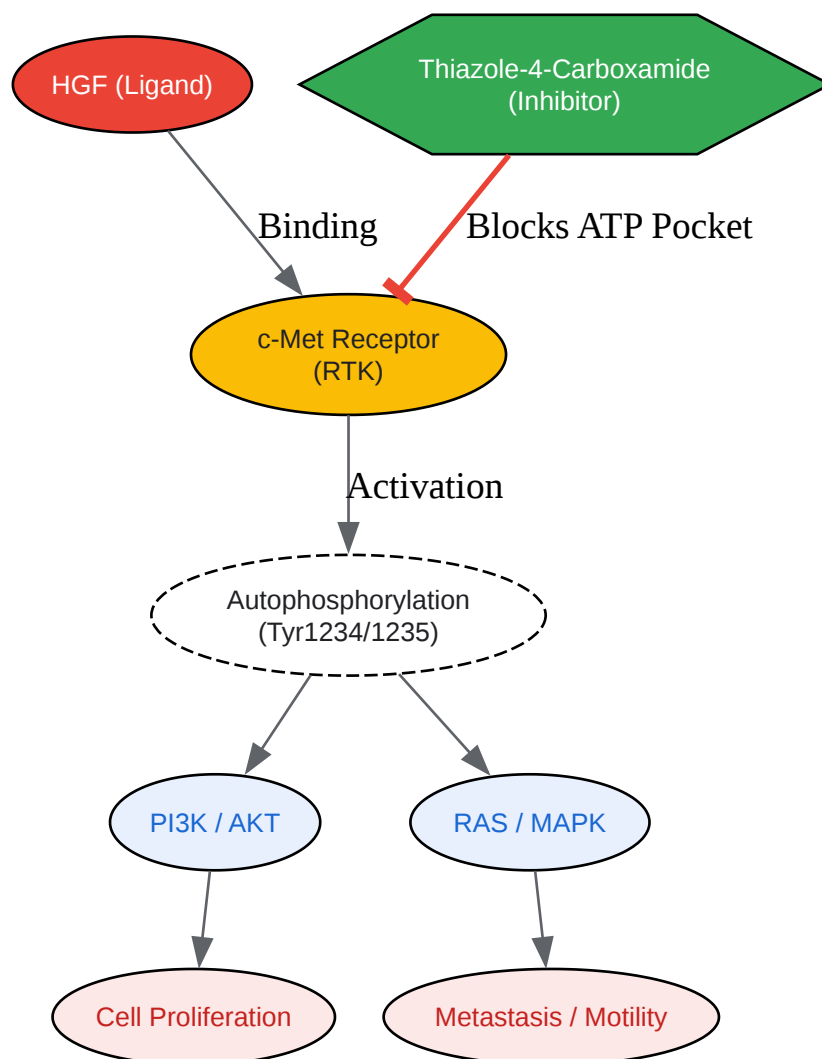 HGF (Ligand)
Thiazole-4-Carboxamide
(Inhibitor)
Binding
Blocks ATP Pocket
c-Met Receptor
(RTK)
Activation
Autophosphorylation
(Tyr1234/1235)
PI3K / AKT
RAS / MAPK
Cell Proliferation
Metastasis / Motility